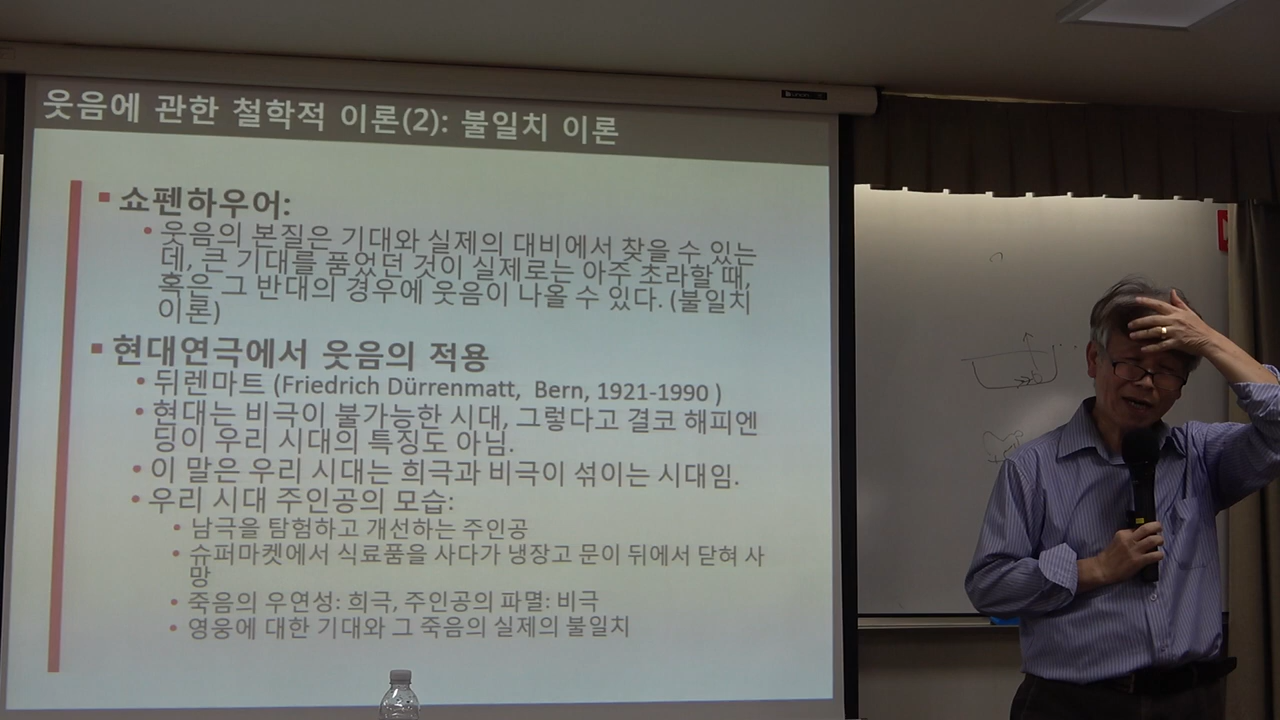 웃음에 관한 철학적 이론(2): 불일치 이론
▪ 쇼펜하우어:
• 웃음의 본질은 기대와 실제의 대비에서 찾을 수 있는
데, 큰 기대를 품었던 것이 실제로는 아주 초라할 때,
혹은 그 반대의 경우에 웃음이 나올 수 있다. (불일치
이론)
▪ 현대연극에서 웃음의 적용
• 뒤렌마트 (Friedrich Dürrenmatt, Bern, 1921-1990 )
• 현대는 비극이 불가능한 시대, 그렇다고 결코 해피엔
딩이 우리 시대의 특징도 아님.
• 이 말은 우리 시대는 희극과 비극이 섞이는 시대임.
• 우리 시대 주인공의 모습:
• 남극을 탐험하고 개선하는 주인공
• 슈퍼마켓에서 식료품을 사다가 냉장고 문이 뒤에서 닫혀 사
망
• 죽음의 우연성: 희극, 주인공의 파멸: 비극
• 영웅에 대한 기대와 그 죽음의 실제의 불일치